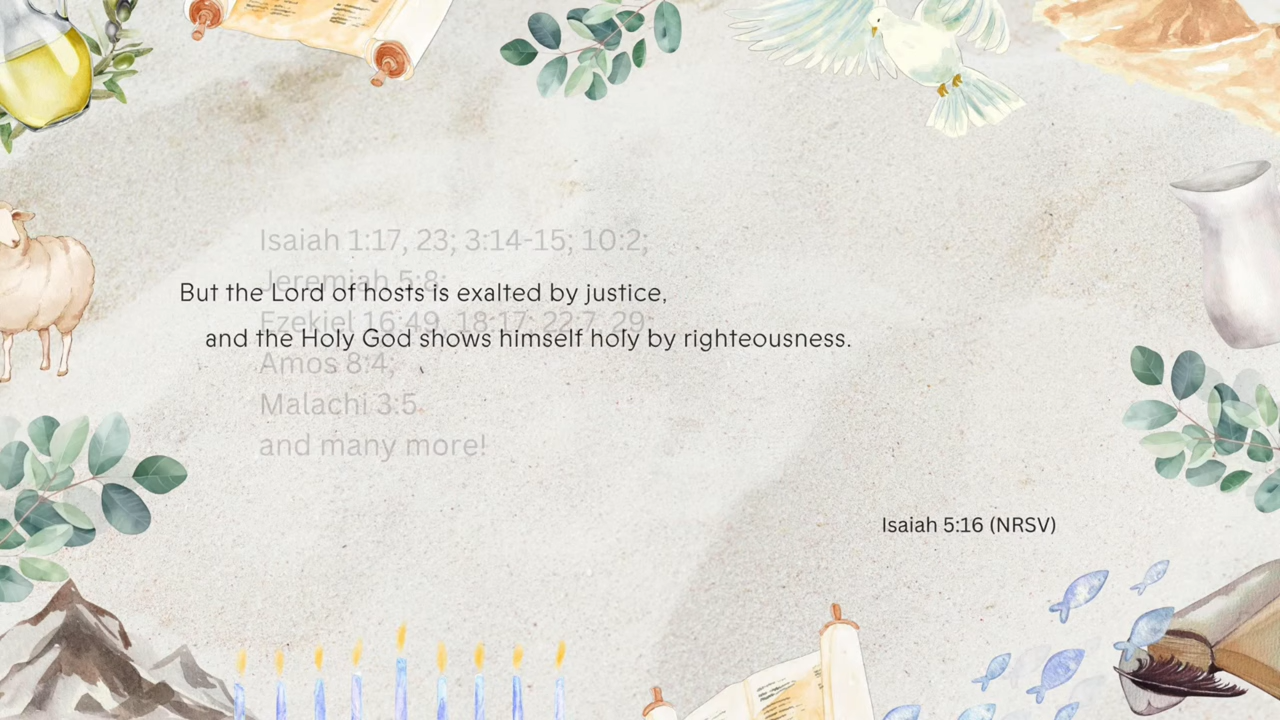 Isaiah 1:17, 23; 3:14-15; 10:2;
Jeremiah 5:8;
But the Lord of hosts is exalted by justice,
Ezekiel 16:49, 18:17; 22:7, 29;
and the Holy God shows himself holy by righteousness.
Amos 8:4;
Malachi 3:5
and many more!
Isaiah 5:16 (NRSV)